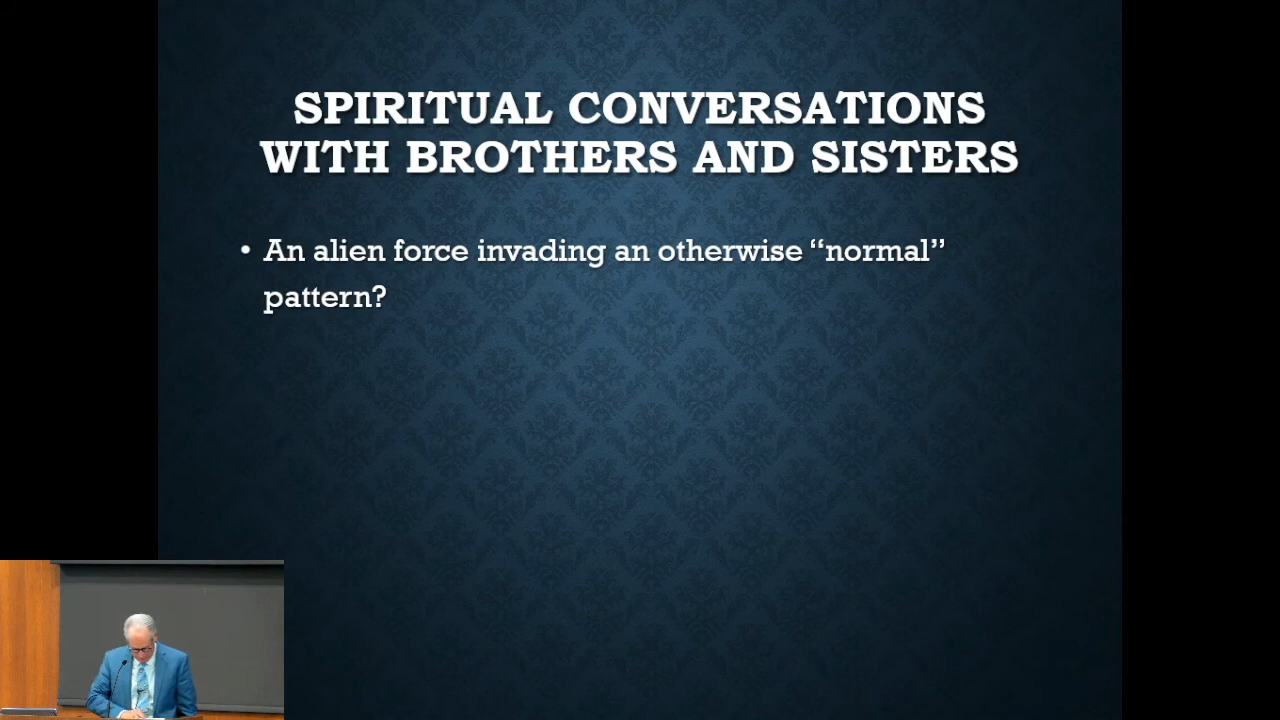 SPIRITUAL CONVERSATIONS
WITH BROTHERS AND SISTERS
• An alien force invading an otherwise “normal”
pattern?